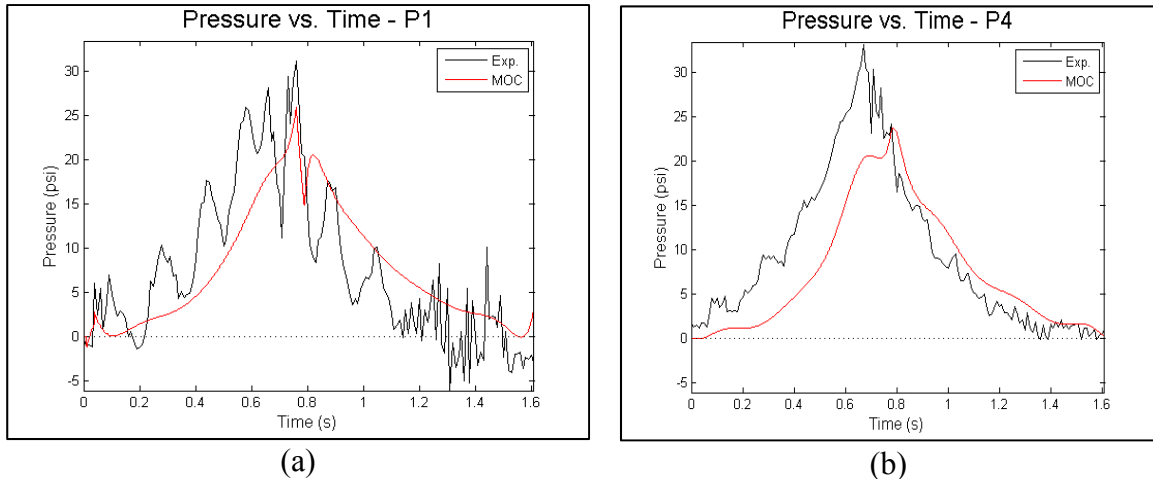 Pressure vs. Time - P1
Exp.
MOC
Pressure (psi)
30
25
20
15
10
5
0
-5
0 0.2 0.4 0.6 0.8 1 1.2 1.4 1.6
Time (s)
(a)
Pressure vs. Time - P4
Exp.
MOC
Pressure (psi)
30
25
20
15
10
5
0
-5
0 0.2 0.4 0.6 0.8 1 1.2 1.4 1.6
Time (s)
(b)